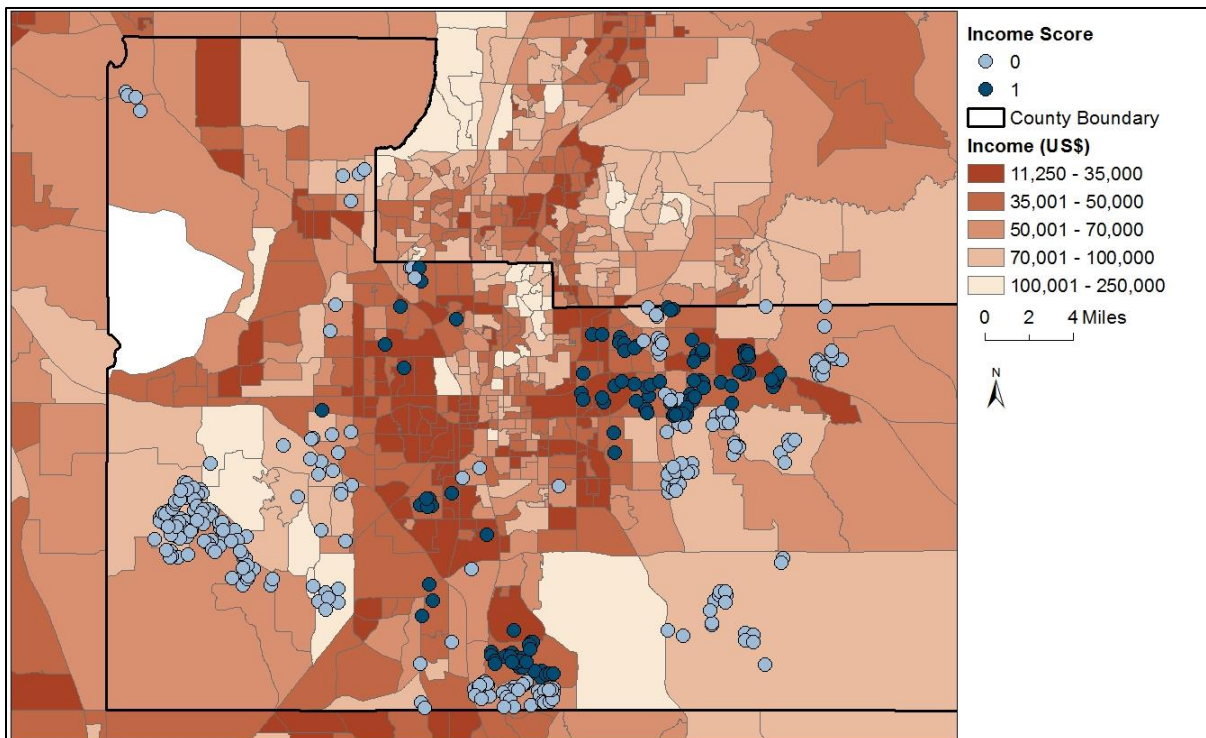 Income Score
0
1
County Boundary
Income (US$)
11,250 - 35,000
35,001 - 50,000
50,001 - 70,000
70,001 - 100,000
100,001 - 250,000
0 2 4 Miles
N